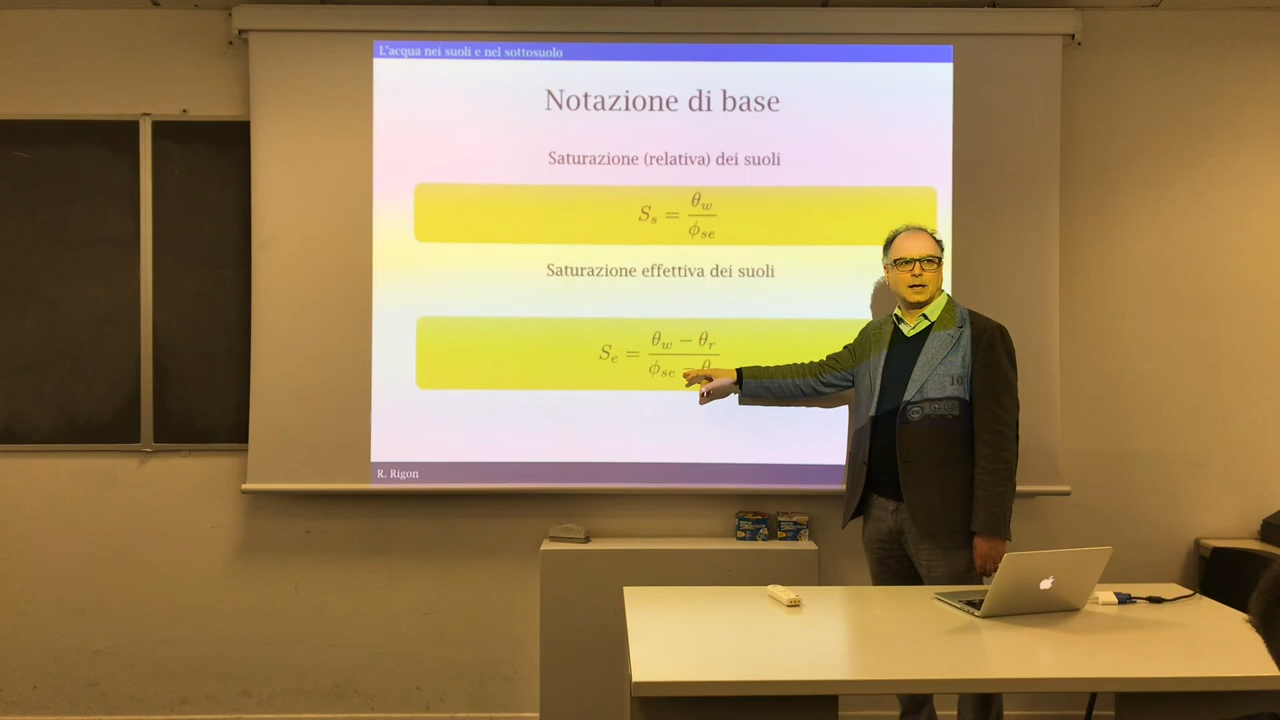 L'acqua nei suoli e nel sottosuolo
Notazione di base
Saturazione (relativa) dei suoli
S_s = θ_w / φ_se
Saturazione effettiva dei suoli
S_e = (θ_w − θ_r) / (φ_se − θ
R. Rigon
10